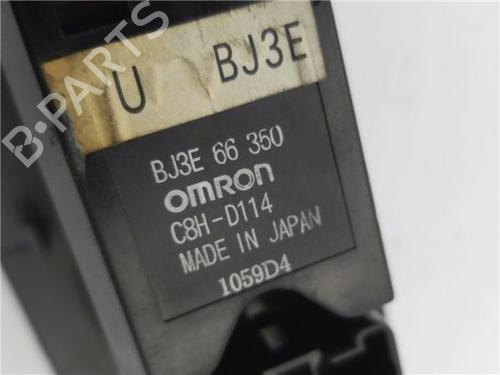 U BJ3E
BJ3E 66 350
OMRON
C8H-D114
MADE IN JAPAN
1059D4
B-PARTS